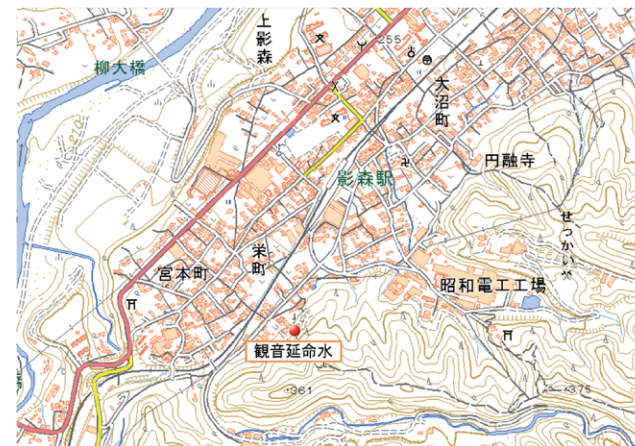 上影森
255
柳大橋
大沼町
円融寺
影森駅
せっかい
栄町
宮本町
昭和電工工場
観音延命水
361
375